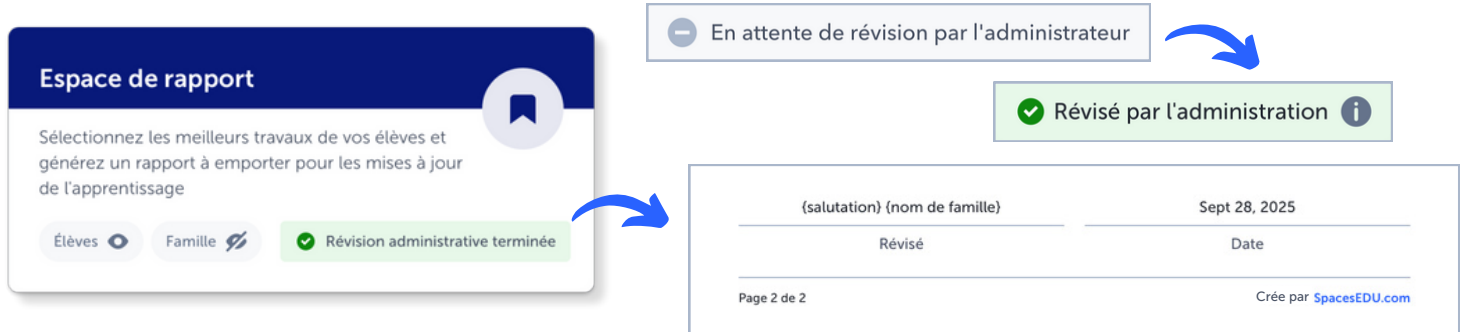 Espace de rapport
Sélectionnez les meilleurs travaux de vos élèves et
générez un rapport à emporter pour les mises à jour
de l'apprentissage
Élèves
Famille
Révision administrative terminée
En attente de révision par l'administrateur
Révisé par l'administration
{salutation} {nom de famille}
Sept 28, 2025
Révisé
Date
Page 2 de 2
Crée par SpacesEDU.com